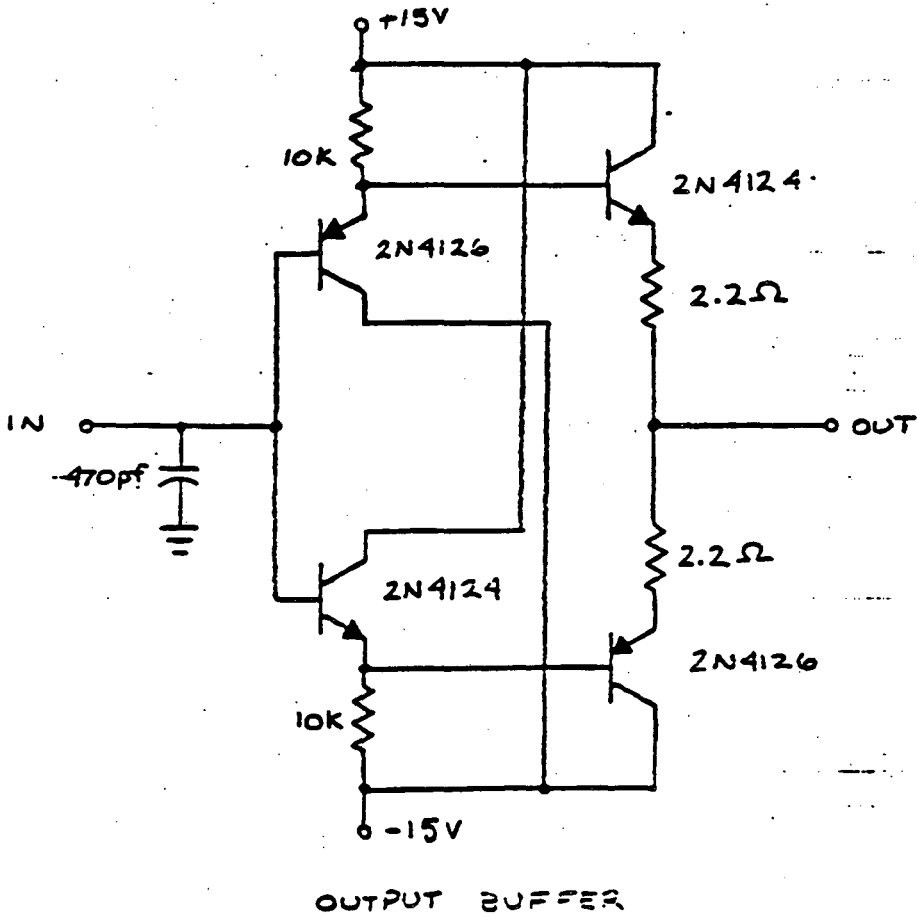 +15V
10K
2N4124
2N4126
2.2Ω
IN
OUT
470pf
2.2Ω
2N4124
2N4126
10K
-15V
OUTPUT BUFFER